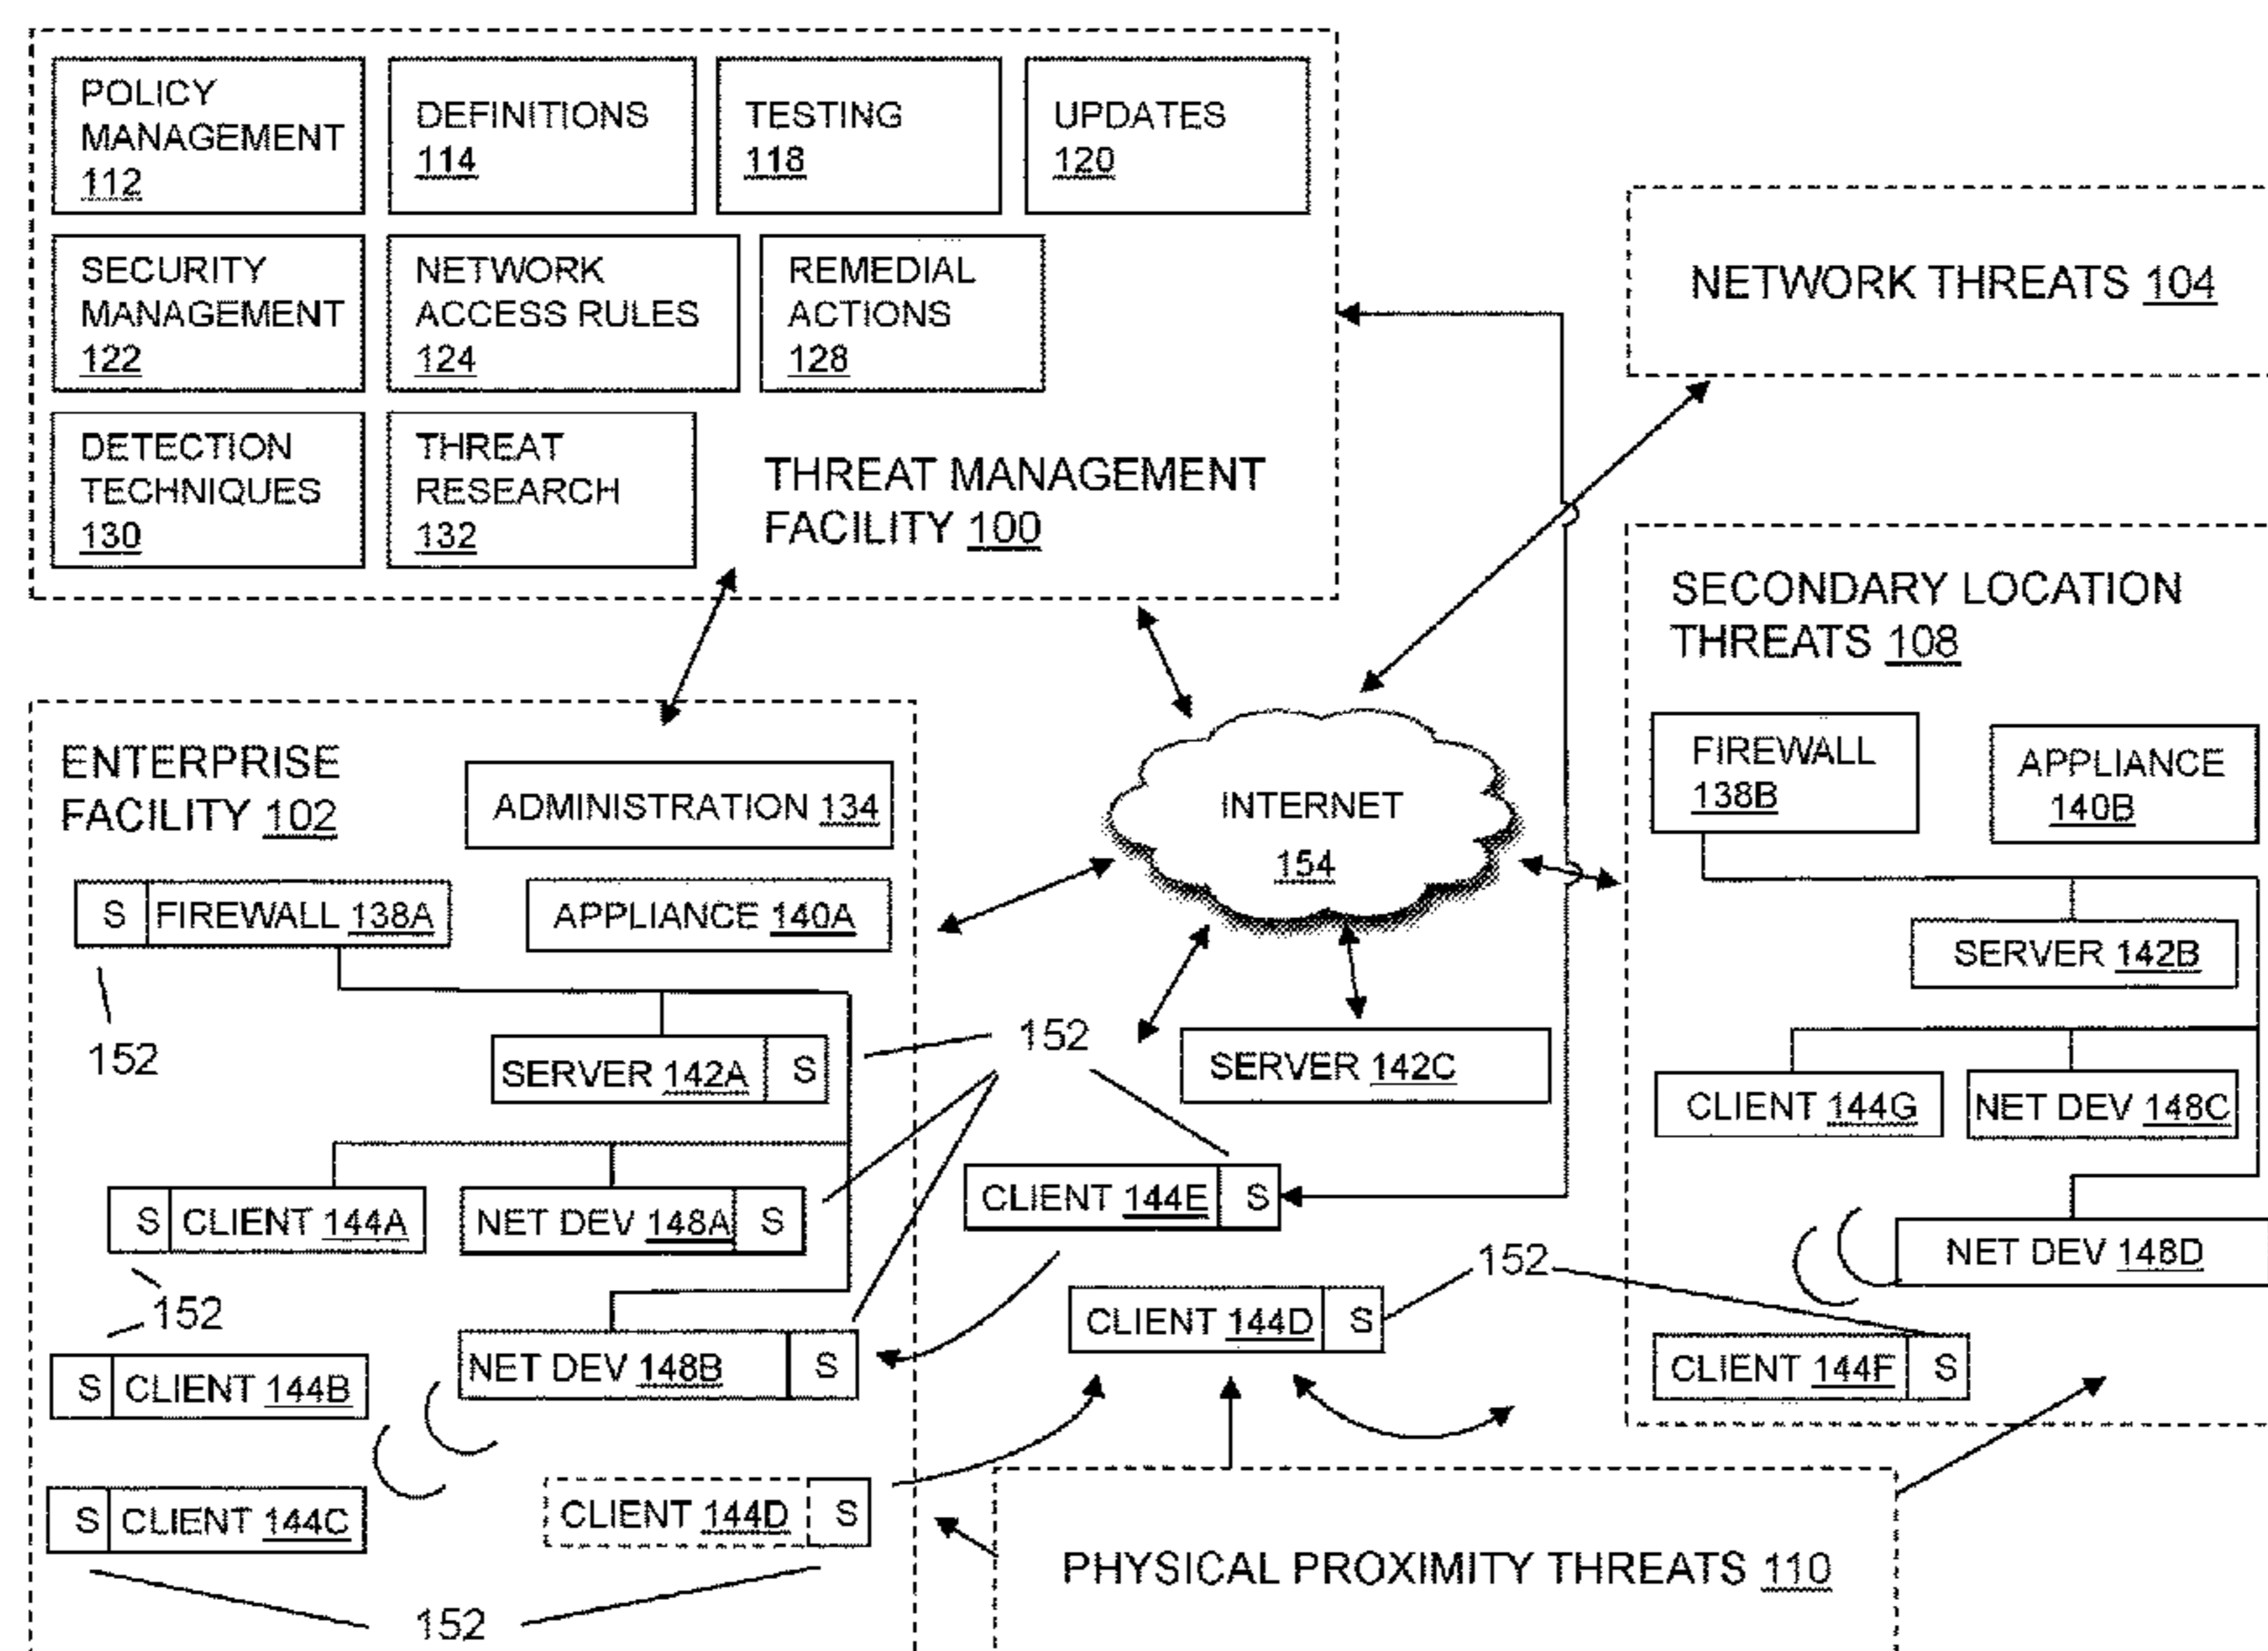 POLICY
MANAGEMENT
112
DEFINITIONS
114
TESTING
118
UPDATES
120
SECURITY
MANAGEMENT
122
NETWORK
ACCESS RULES
124
REMEDIAL
ACTIONS
128
DETECTION
TECHNIQUES
130
THREAT
RESEARCH
132
THREAT MANAGEMENT
FACILITY 100
NETWORK THREATS 104
SECONDARY LOCATION
THREATS 108
FIREWALL
138B
APPLIANCE
140B
SERVER 142B
CLIENT 144G
NET DEV 148C
NET DEV 148D
CLIENT 144F S
ENTERPRISE
FACILITY 102
ADMINISTRATION 134
S FIREWALL 138A
APPLIANCE 140A
152
SERVER 142A S
S CLIENT 144A
NET DEV 148A S
152
S CLIENT 144B
NET DEV 148B S
S CLIENT 144C
CLIENT 144D S
152
INTERNET
154
152
SERVER 142C
CLIENT 144E S
CLIENT 144D S
152
PHYSICAL PROXIMITY THREATS 110